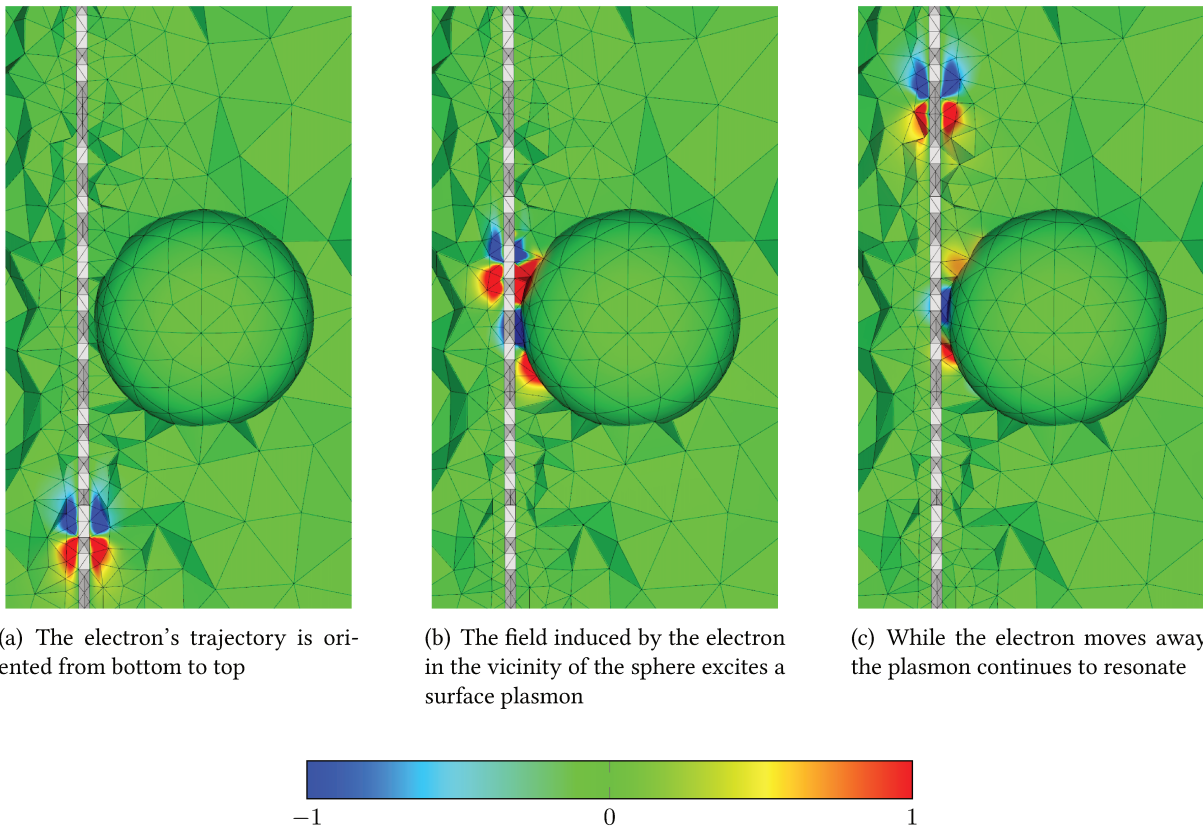 (a) The electron's trajectory is ori-
ented from bottom to top
(b) The field induced by the electron
in the vicinity of the sphere excites a
surface plasmon
(c) While the electron moves away
the plasmon continues to resonate
−1 0 1